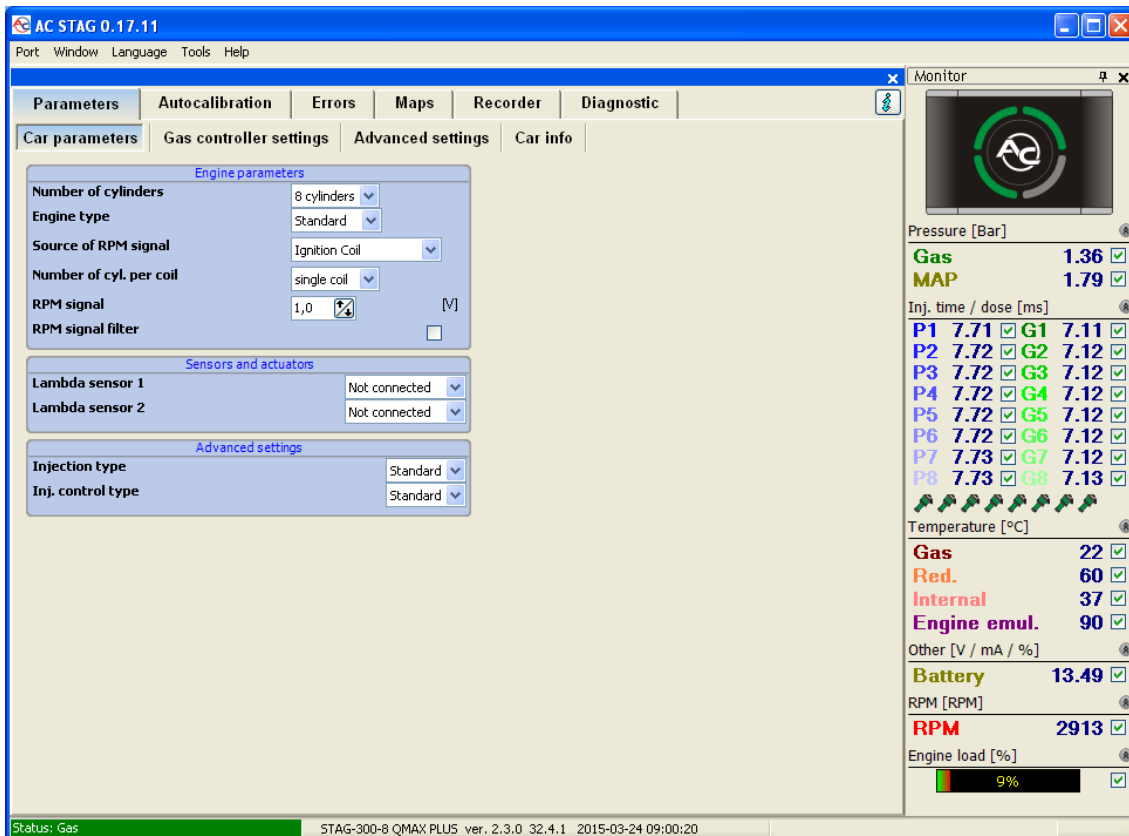 AC STAG 0.17.11
Port Window Language Tools Help
Parameters Autocalibration Errors Maps Recorder Diagnostic
Car parameters Gas controller settings Advanced settings Car info
Engine parameters
Number of cylinders 8 cylinders
Engine type Standard
Source of RPM signal Ignition Coil
Number of cyl. per coil single coil
RPM signal 1,0 [V]
RPM signal filter
Sensors and actuators
Lambda sensor 1 Not connected
Lambda sensor 2 Not connected
Advanced settings
Injection type Standard
Inj. control type Standard
Monitor
AC
Pressure [Bar]
Gas 1.36
MAP 1.79
Inj. time / dose [ms]
P1 7.71 G1 7.11
P2 7.72 G2 7.12
P3 7.72 G3 7.12
P4 7.72 G4 7.12
P5 7.72 G5 7.12
P6 7.72 G6 7.12
P7 7.73 G7 7.12
P8 7.73 G8 7.13
Temperature [°C]
Gas 22
Red. 60
Internal 37
Engine emul. 90
Other [V / mA / %]
Battery 13.49
RPM [RPM]
RPM 2913
Engine load [%]
9%
Status: Gas STAG-300-8 QMAX PLUS ver. 2.3.0 32.4.1 2015-03-24 09:00:20